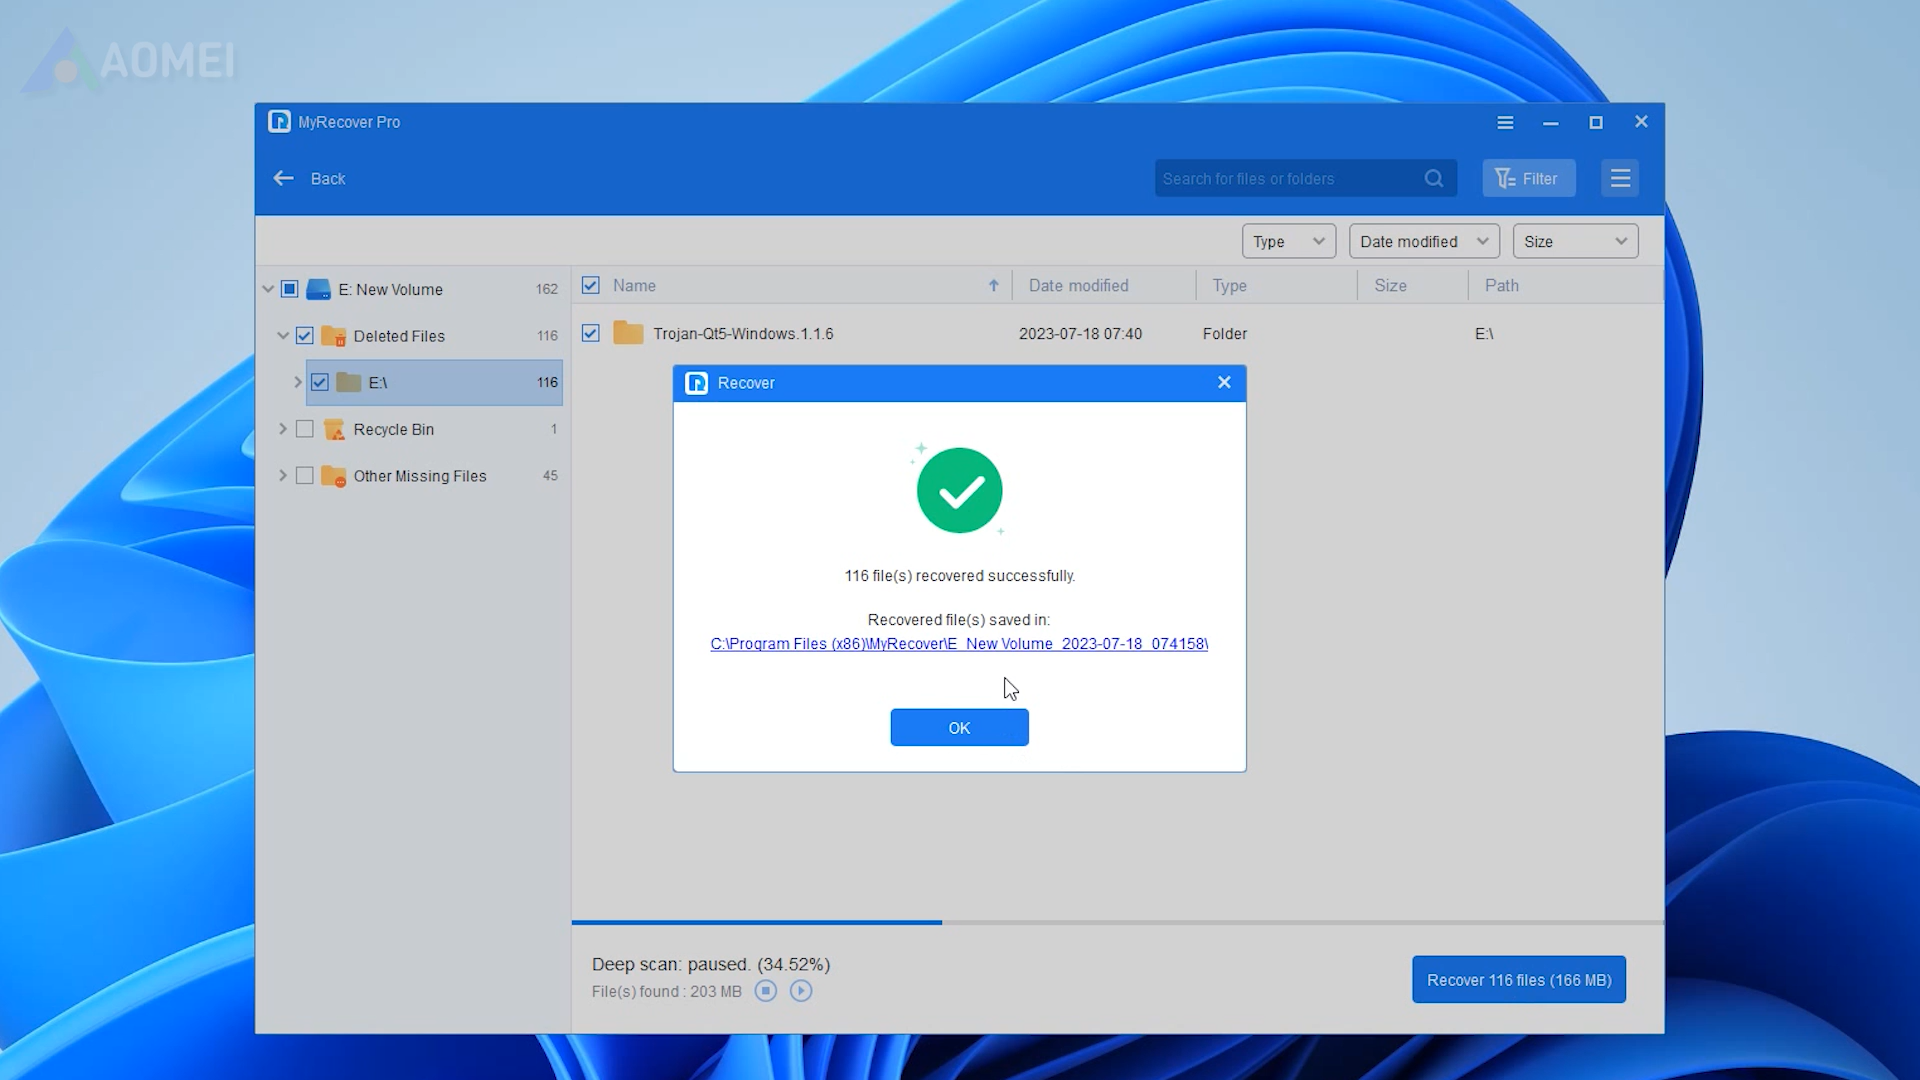 AOMEI
MyRecover Pro
Back
Search for files or folders
Filter
Type
Date modified
Size
E: New Volume 162
Deleted Files 116
E:\ 116
Recycle Bin 1
Other Missing Files 45
Name Date modified Type Size Path
Trojan-Qt5-Windows.1.1.6 2023-07-18 07:40 Folder E:\
Recover
116 file(s) recovered successfully.
Recovered file(s) saved in:
C:\Program Files (x86)\MyRecover\E_New Volume_2023-07-18_074158\
OK
Deep scan: paused. (34.52%)
File(s) found : 203 MB
Recover 116 files (166 MB)